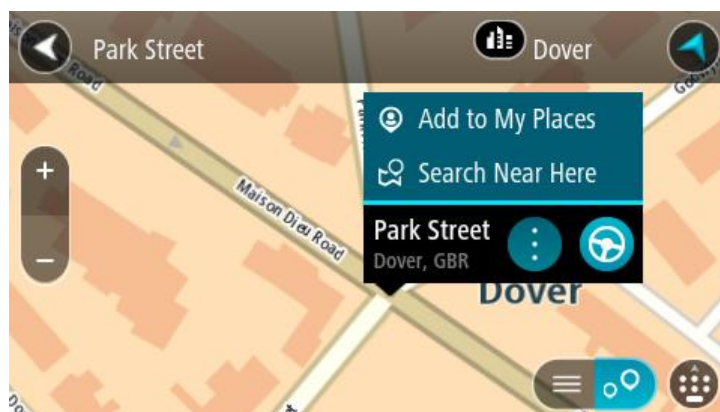 Park Street
Dover
Road
Add to My Places
Search Near Here
Maison Dieu Road
Park Street
Dover, GBR
Dover